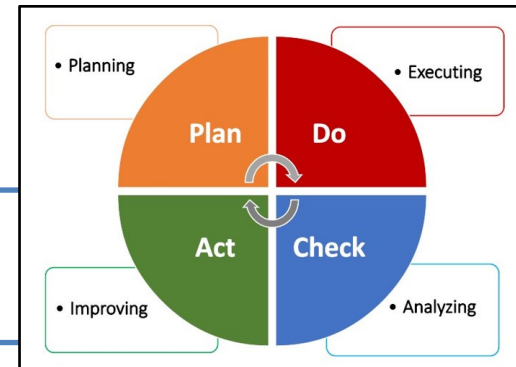 • Planning
• Executing
Plan
Do
Act
Check
• Improving
• Analyzing